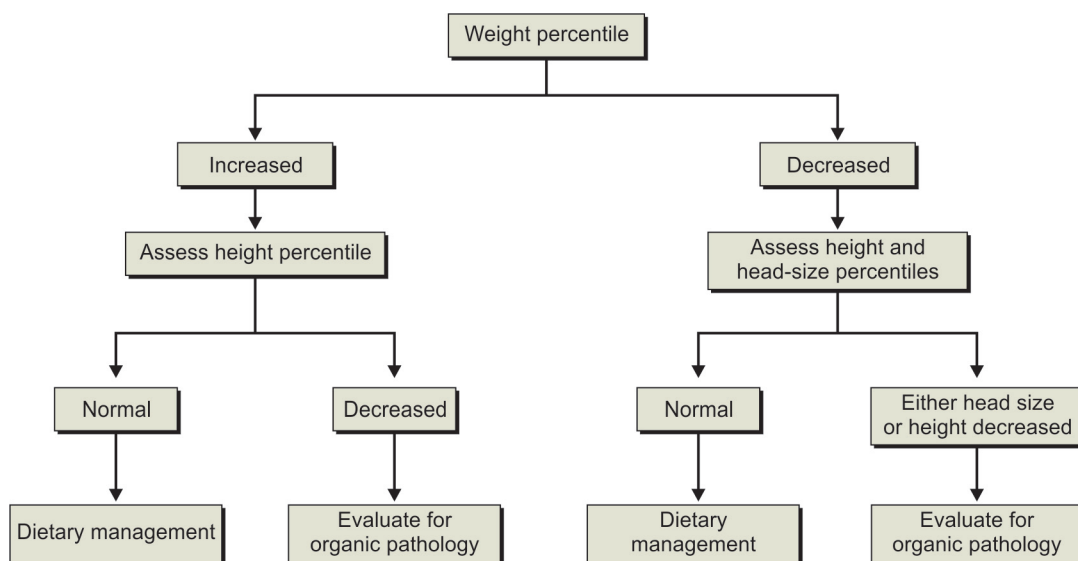 Weight percentile
Increased
Decreased
Assess height percentile
Assess height and
head-size percentiles
Normal
Decreased
Normal
Either head size
or height decreased
Dietary management
Evaluate for
organic pathology
Dietary
management
Evaluate for
organic pathology